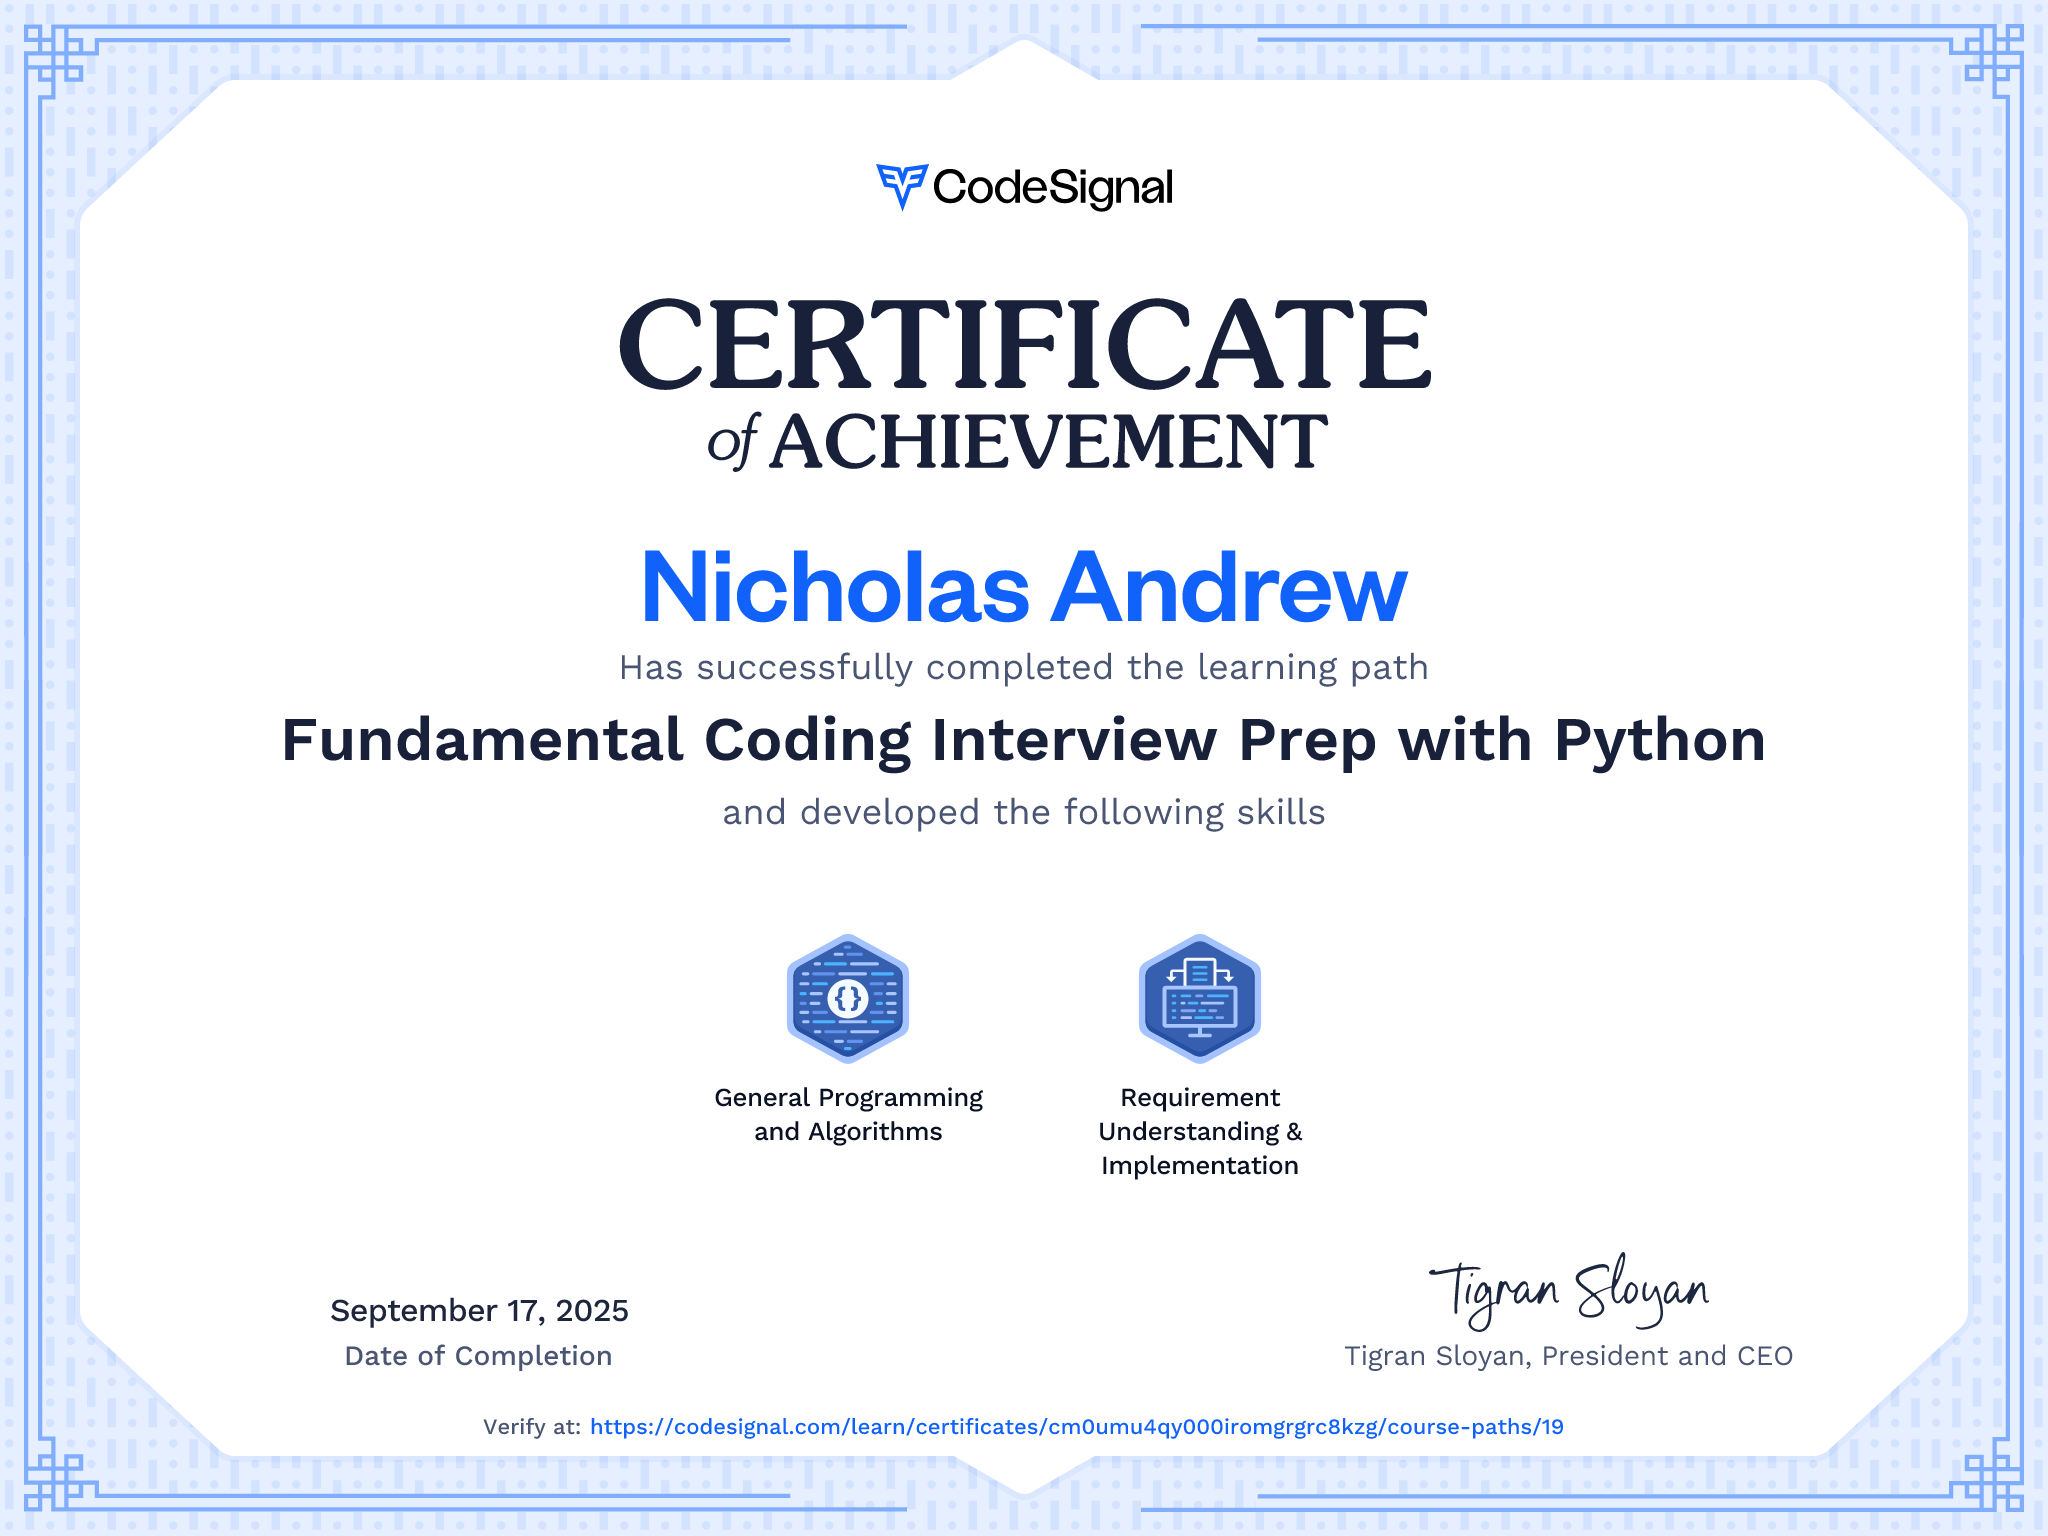 CodeSignal
CERTIFICATE
of ACHIEVEMENT
Nicholas Andrew
Has successfully completed the learning path
Fundamental Coding Interview Prep with Python
and developed the following skills
{}
General Programming
and Algorithms
Requirement
Understanding &
Implementation
September 17, 2025
Date of Completion
Tigran Sloyan
Tigran Sloyan, President and CEO
Verify at: https://codesignal.com/learn/certificates/cm0umu4qy000iromgrgrc8kzg/course-paths/19